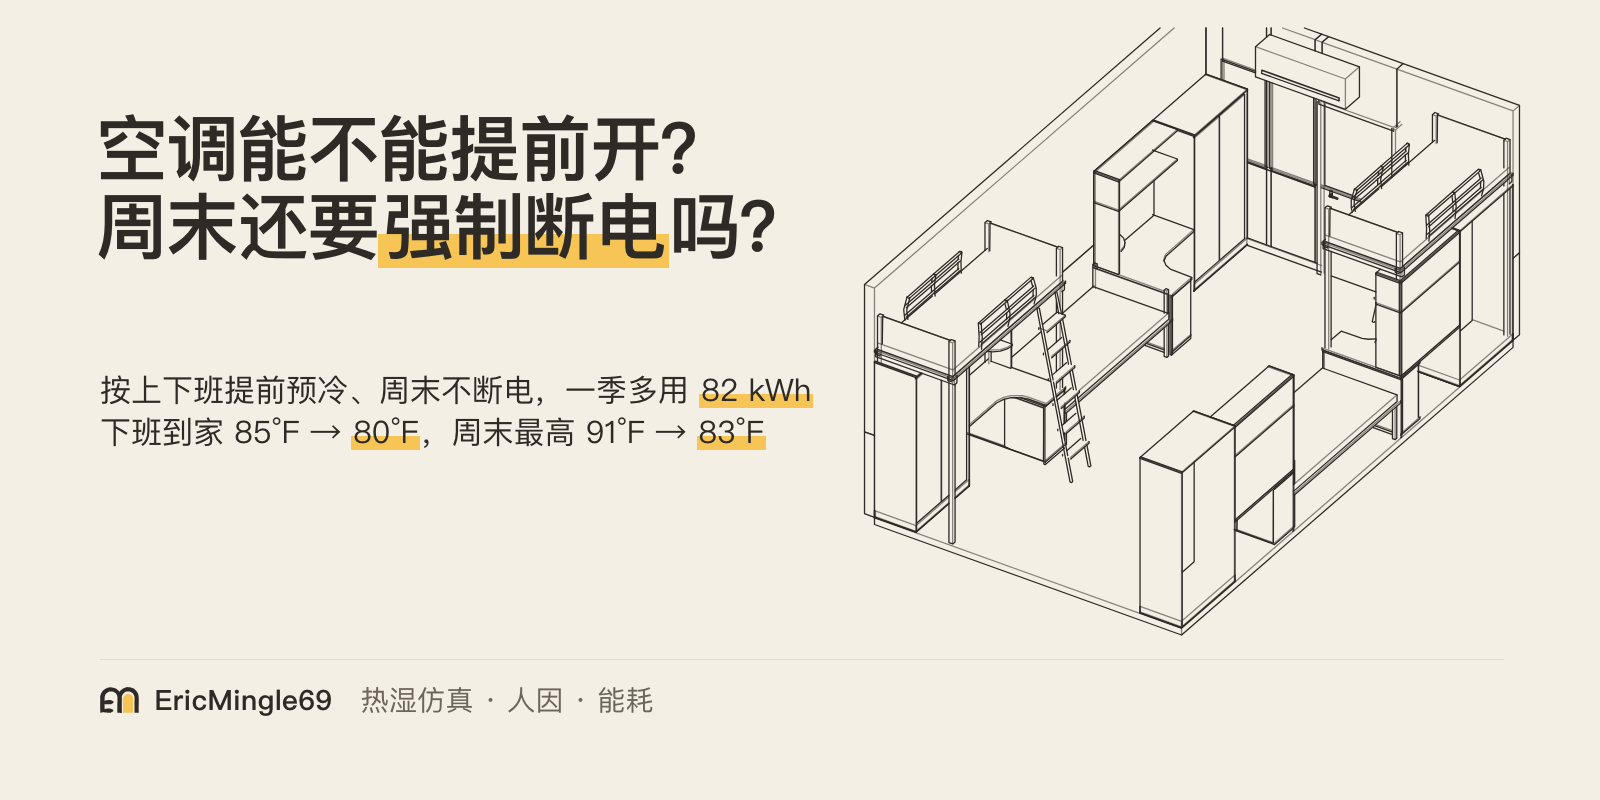 空调能不能提前开?
周末还要强制断电吗?
按上下班提前预冷、周末不断电，一季多用 82 kWh
下班到家 85°F → 80°F，周末最高 91°F → 83°F
EricMingle69 热湿仿真 · 人因 · 能耗